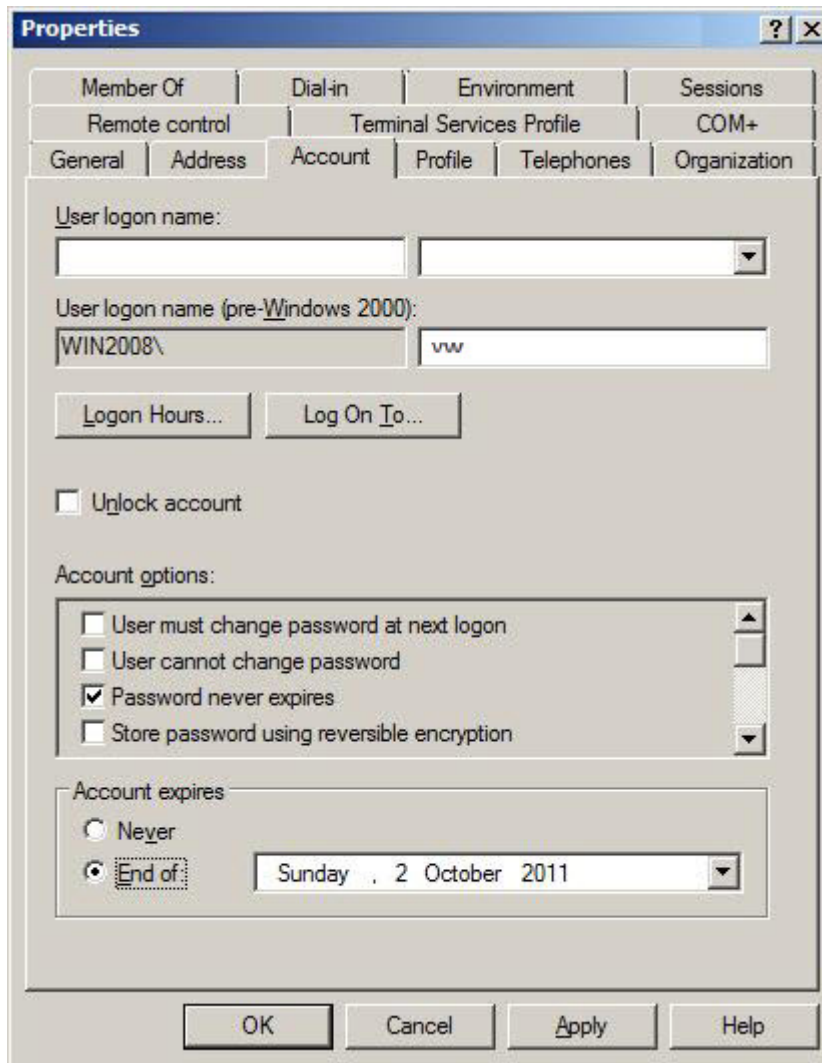 Properties
Member Of Dial-in Environment Sessions
Remote control Terminal Services Profile COM+
General Address Account Profile Telephones Organization
User logon name:
User logon name (pre-Windows 2000):
WIN2008\ vw
Logon Hours... Log On To...
Unlock account
Account options:
User must change password at next logon
User cannot change password
Password never expires
Store password using reversible encryption
Account expires
Never
End of: Sunday , 2 October 2011
OK Cancel Apply Help